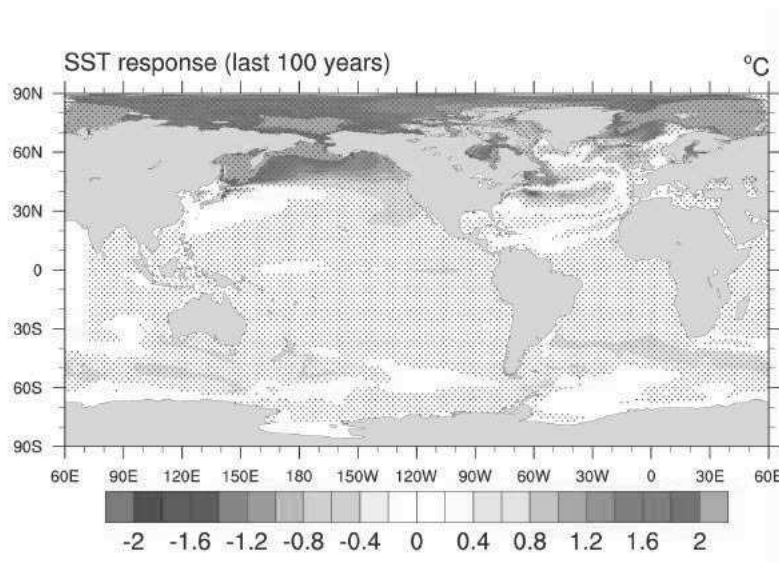 SST response (last 100 years) °C
90N
60N
30N
0
30S
60S
90S
60E 90E 120E 150E 180 150W 120W 90W 60W 30W 0 30E 60E
-2 -1.6 -1.2 -0.8 -0.4 0 0.4 0.8 1.2 1.6 2